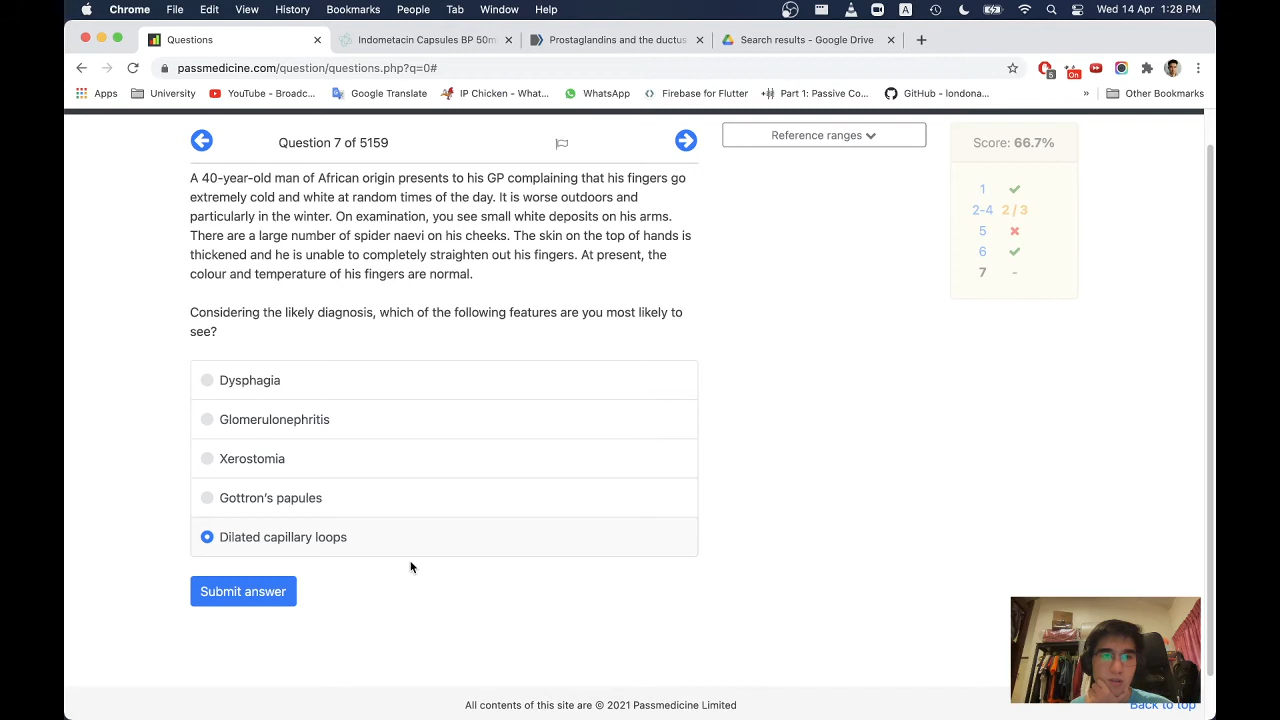 Chrome File Edit View History Bookmarks People Tab Window Help A Wed 14 Apr 1:28 PM
Questions Indometacin Capsules BP 50m Prostaglandins and the ductus Search results - Google Drive
passmedicine.com/question/questions.php?q=0# 5 On
Apps University YouTube - Broadc... Google Translate IP Chicken - What... WhatsApp Firebase for Flutter Part 1: Passive Co... GitHub - londona... » Other Bookmarks
Question 7 of 5159
Reference ranges
Score: 66.7%
1
2-4 2 / 3
5
6
7 -
A 40-year-old man of African origin presents to his GP complaining that his fingers go
extremely cold and white at random times of the day. It is worse outdoors and
particularly in the winter. On examination, you see small white deposits on his arms.
There are a large number of spider naevi on his cheeks. The skin on the top of hands is
thickened and he is unable to completely straighten out his fingers. At present, the
colour and temperature of his fingers are normal.
Considering the likely diagnosis, which of the following features are you most likely to
see?
Dysphagia
Glomerulonephritis
Xerostomia
Gottron's papules
Dilated capillary loops
Submit answer
All contents of this site are © 2021 Passmedicine Limited
Back to top